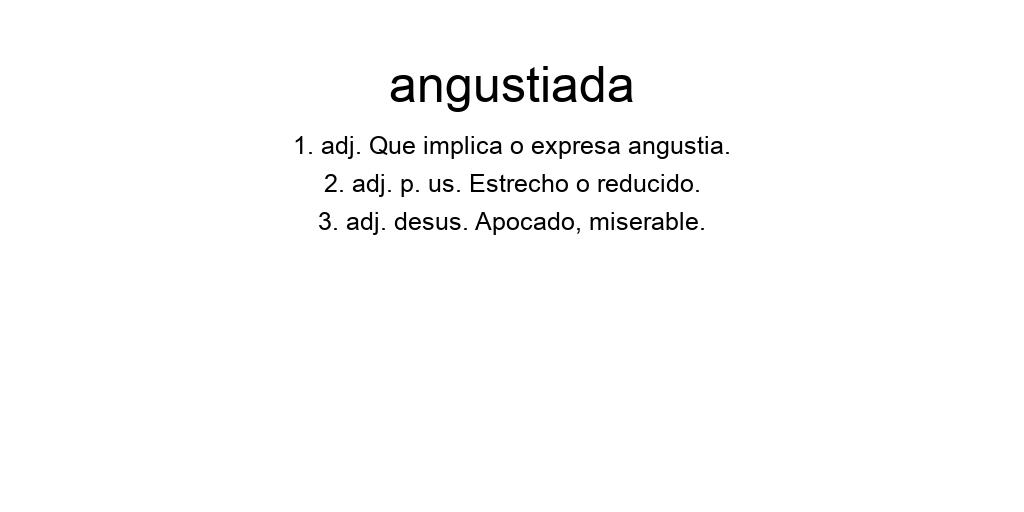 angustiada
1. adj. Que implica o expresa angustia.
2. adj. p. us. Estrecho o reducido.
3. adj. desus. Apocado, miserable.